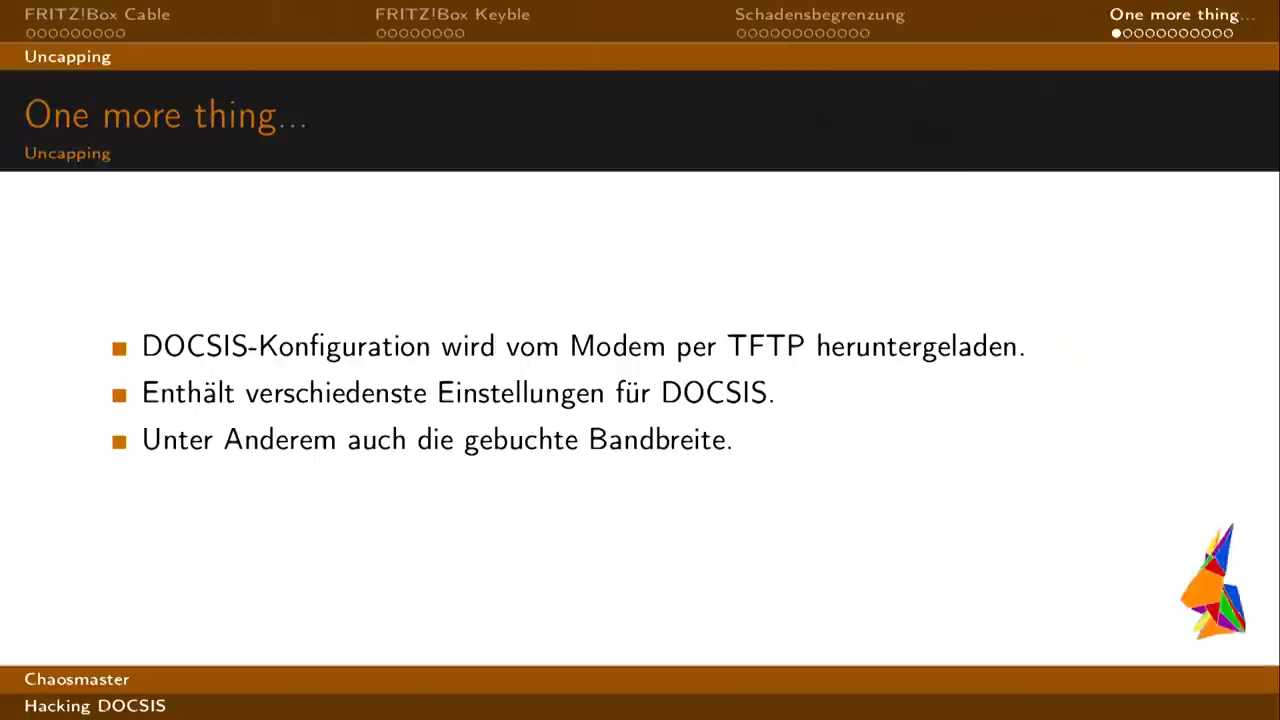 FRITZ!Box Cable
FRITZ!Box Keyble
Schadensbegrenzung
One more thing...
Uncapping
One more thing...
Uncapping
DOCSIS-Konfiguration wird vom Modem per TFTP heruntergeladen.
Enthält verschiedenste Einstellungen für DOCSIS.
Unter Anderem auch die gebuchte Bandbreite.
Chaosmaster
Hacking DOCSIS